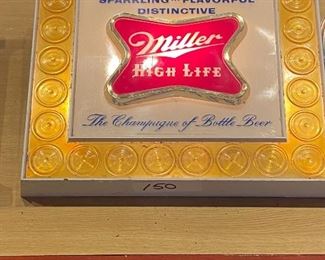 SPARKLING FLAVORFUL
DISTINCTIVE
Miller
HIGH LIFE
The Champagne of Bottle Beer
150